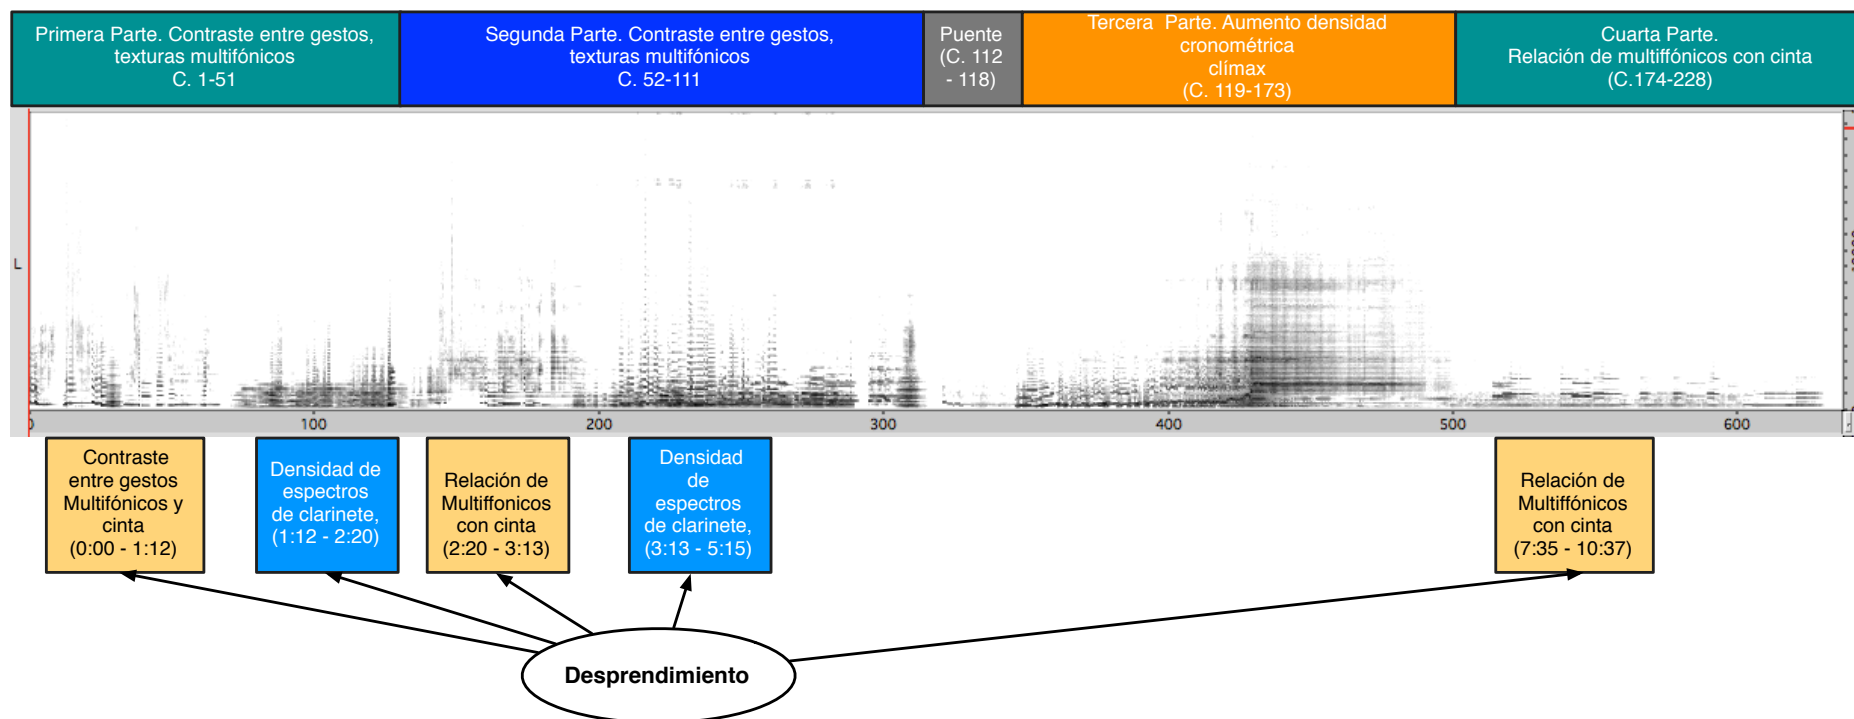 Primera Parte. Contraste entre gestos,
texturas multifónicos
C. 1-51
Segunda Parte. Contraste entre gestos,
texturas multifónicos
C. 52-111
Puente
(C. 112
- 118)
Tercera Parte. Aumento densidad
cronométrica
clímax
(C. 119-173)
Cuarta Parte.
Relación de multiffónicos con cinta
(C.174-228)
L
0 100 200 300 400 500 600
Contraste
entre gestos
Multifónicos y
cinta
(0:00 - 1:12)
Densidad de
espectros
de clarinete,
(1:12 - 2:20)
Relación de
Multiffonicos
con cinta
(2:20 - 3:13)
Densidad
de
espectros
de clarinete,
(3:13 - 5:15)
Relación de
Multiffónicos
con cinta
(7:35 - 10:37)
Desprendimiento